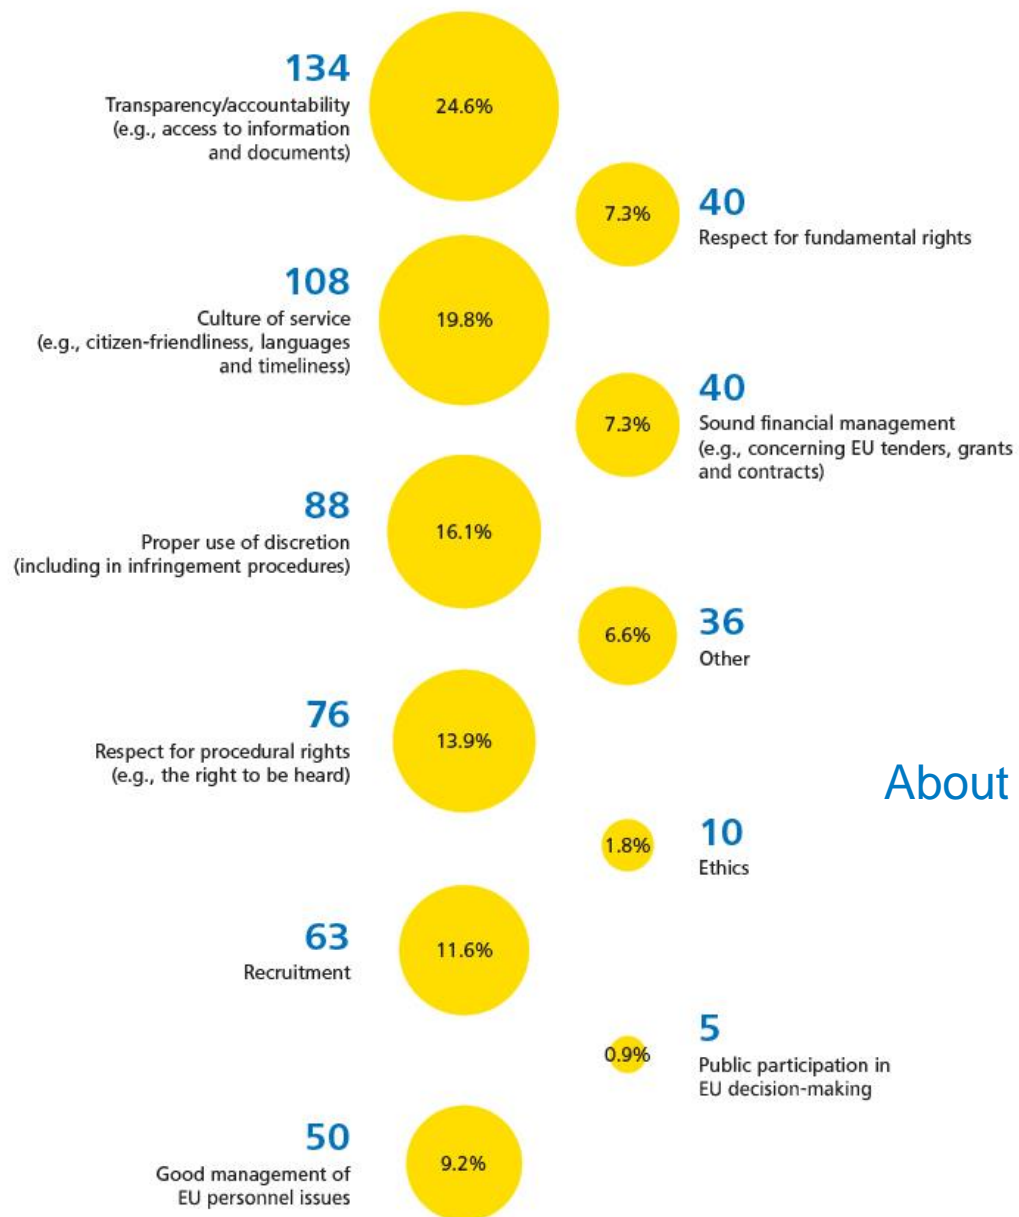 134
Transparency/accountability
(e.g., access to information
and documents)
24.6%
7.3%
40
Respect for fundamental rights
108
Culture of service
(e.g., citizen-friendliness, languages
and timeliness)
19.8%
7.3%
40
Sound financial management
(e.g., concerning EU tenders, grants
and contracts)
88
Proper use of discretion
(including in infringement procedures)
16.1%
6.6%
36
Other
76
Respect for procedural rights
(e.g., the right to be heard)
13.9%
About
1.8%
10
Ethics
63
Recruitment
11.6%
0.9%
5
Public participation in
EU decision-making
50
Good management of
EU personnel issues
9.2%